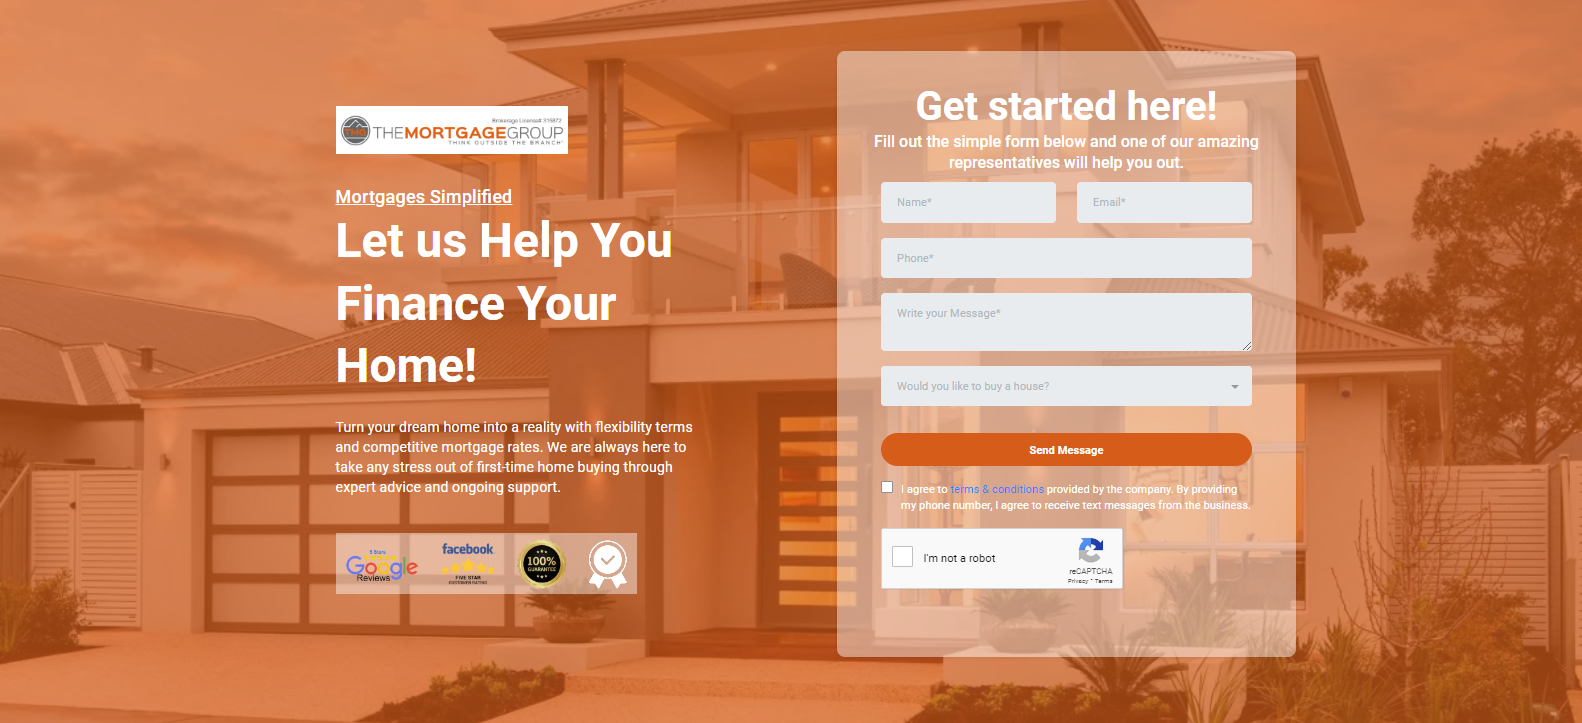 Brokerage License# 315872
TMG THEMORTGAGEGROUP
THINK OUTSIDE THE BRANCH
Mortgages Simplified
Let us Help You
Finance Your
Home!
Turn your dream home into a reality with flexibility terms
and competitive mortgage rates. We are always here to
take any stress out of first-time home buying through
expert advice and ongoing support.
5 Stars
Google
Reviews
facebook
FIVE STAR
CUSTOMER RATING
100%
GUARANTEE
Get started here!
Fill out the simple form below and one of our amazing
representatives will help you out.
Name*
Email*
Phone*
Write your Message*
Would you like to buy a house?
Send Message
I agree to terms & conditions provided by the company. By providing
my phone number, I agree to receive text messages from the business.
I'm not a robot
reCAPTCHA
Privacy - Terms